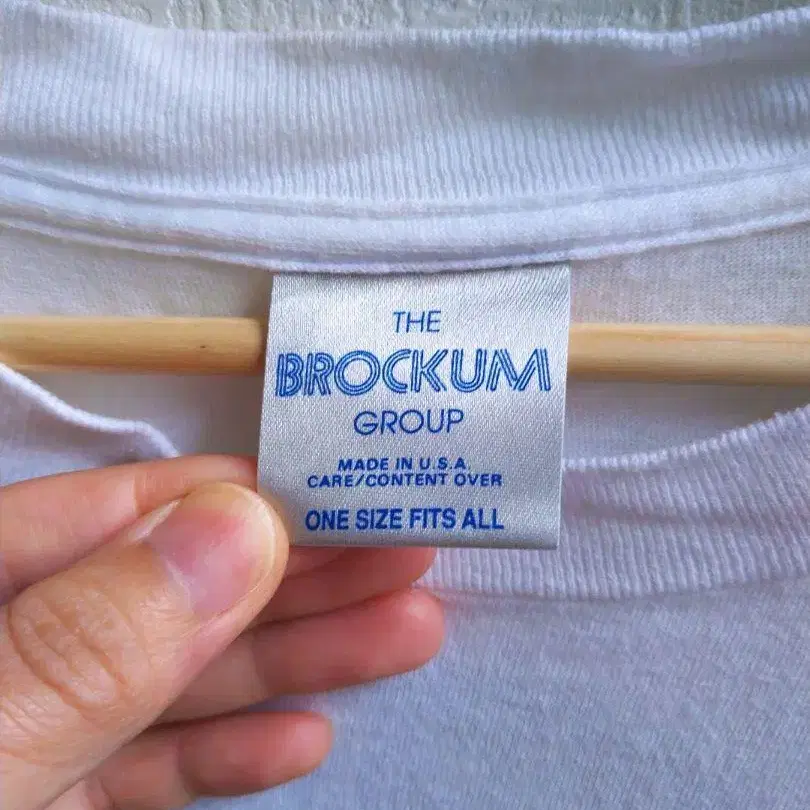 THE
BROCKUM
GROUP
MADE IN U.S.A
CARE/CONTENT OVER
ONE SIZE FITS ALL